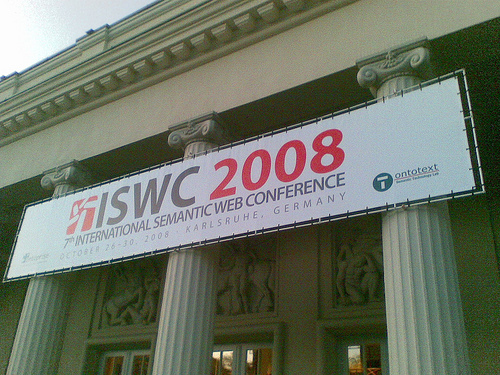 ISWC 2008
7th INTERNATIONAL SEMANTIC WEB CONFERENCE
OCTOBER 26-30, 2008 · KARLSRUHE, GERMANY
ontotext